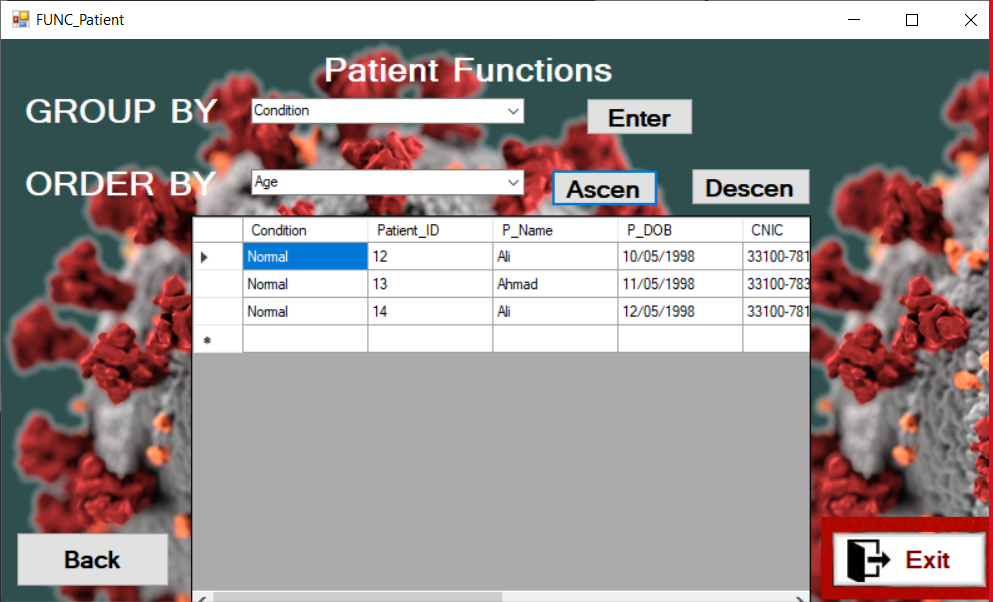 FUNC_Patient
Patient Functions
GROUP BY Condition Enter
ORDER BY Age Ascen Descen
Condition Patient_ID P_Name P_DOB CNIC
Normal 12 Ali 10/05/1998 33100-781
Normal 13 Ahmad 11/05/1998 33100-783
Normal 14 Ali 12/05/1998 33100-781
Back Exit